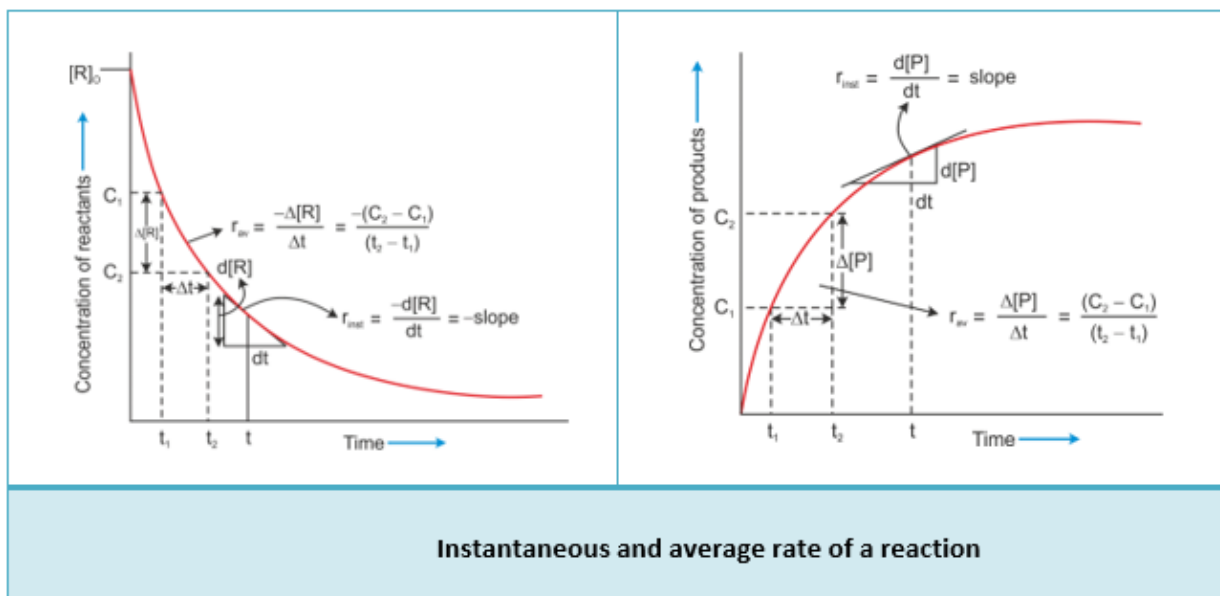 [R]₀
Concentration of reactants
C₁
Δ[R]
C₂
Δt
r_av = -Δ[R]/Δt = -(C₂ - C₁)/(t₂ - t₁)
d[R]
r_inst = -d[R]/dt = -slope
dt
t₁ t₂ t Time
r_inst = d[P]/dt = slope
Concentration of products
d[P]
dt
C₂
Δ[P]
C₁
Δt
r_av = Δ[P]/Δt = (C₂ - C₁)/(t₂ - t₁)
t₁ t₂ t Time
Instantaneous and average rate of a reaction